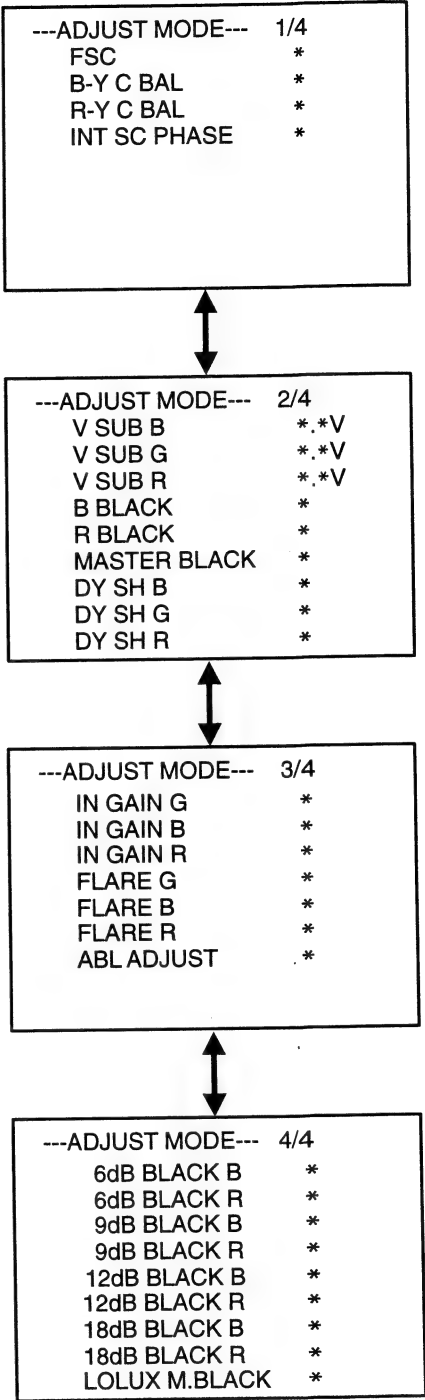 ---ADJUST MODE--- 1/4
FSC *
B-Y C BAL *
R-Y C BAL *
INT SC PHASE *
---ADJUST MODE--- 2/4
V SUB B *.*V
V SUB G *.*V
V SUB R *.*V
B BLACK *
R BLACK *
MASTER BLACK *
DY SH B *
DY SH G *
DY SH R *
---ADJUST MODE--- 3/4
IN GAIN G *
IN GAIN B *
IN GAIN R *
FLARE G *
FLARE B *
FLARE R *
ABL ADJUST *
---ADJUST MODE--- 4/4
6dB BLACK B *
6dB BLACK R *
9dB BLACK B *
9dB BLACK R *
12dB BLACK B *
12dB BLACK R *
18dB BLACK B *
18dB BLACK R *
LOLUX M.BLACK *